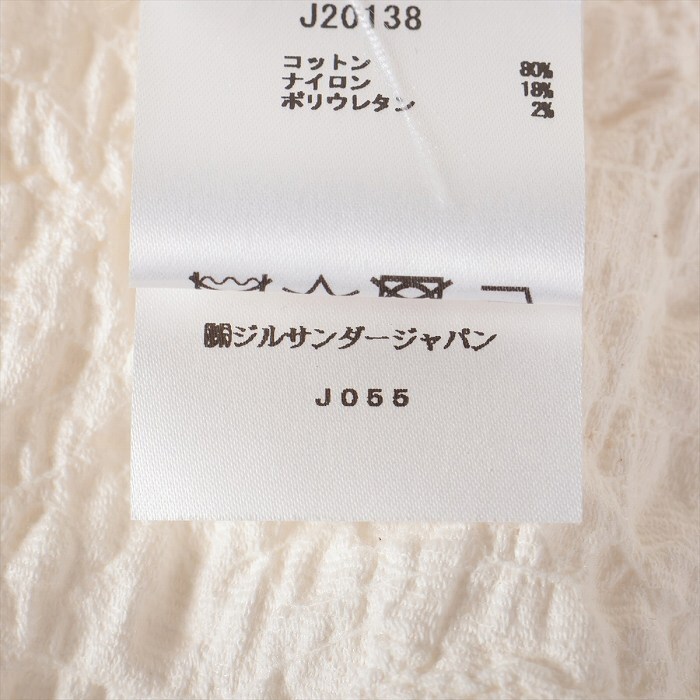 J20138
コットン 80%
ナイロン 18%
ポリウレタン 2%
㈱ジルサンダージャパン
J055